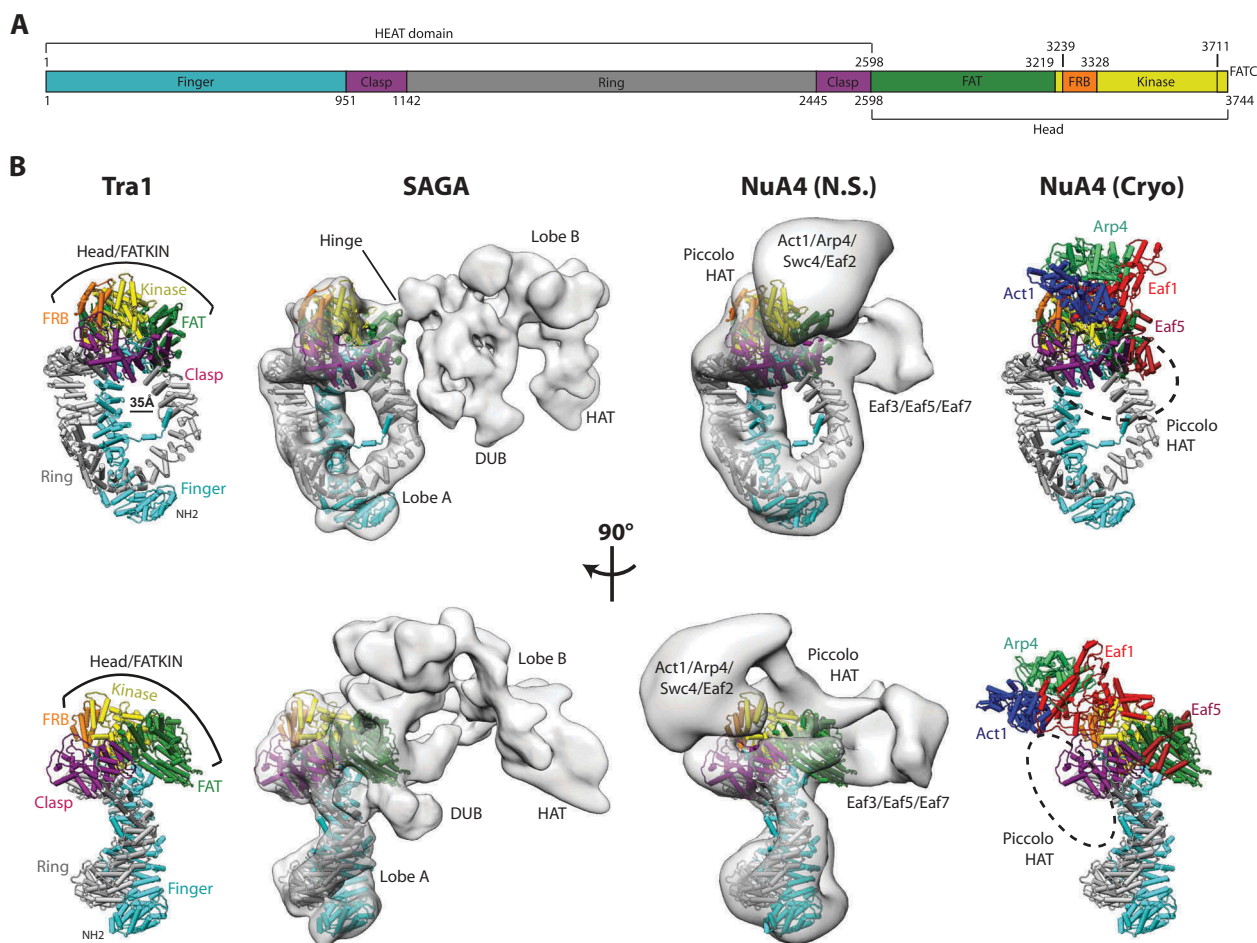 A
HEAT domain
1
2598
3219
3239
3328
3711
FATC
Finger
Clasp
Ring
Clasp
FAT
FRB
Kinase
1
951
1142
2445
2598
3744
Head
B
Tra1
SAGA
NuA4 (N.S.)
NuA4 (Cryo)
Head/FATKIN
Kinase
FRB
FAT
Clasp
35Å
Ring
Finger
NH2
Hinge
Lobe B
HAT
DUB
Lobe A
Piccolo
HAT
Act1/Arp4/
Swc4/Eaf2
Eaf3/Eaf5/Eaf7
Arp4
Act1
Eaf1
Eaf5
Piccolo
HAT
90°
Head/FATKIN
Kinase
FRB
FAT
Clasp
Ring
Finger
NH2
Lobe B
DUB
HAT
Lobe A
Act1/Arp4/
Swc4/Eaf2
Piccolo
HAT
Eaf3/Eaf5/Eaf7
Arp4
Eaf1
Eaf5
Act1
Piccolo
HAT